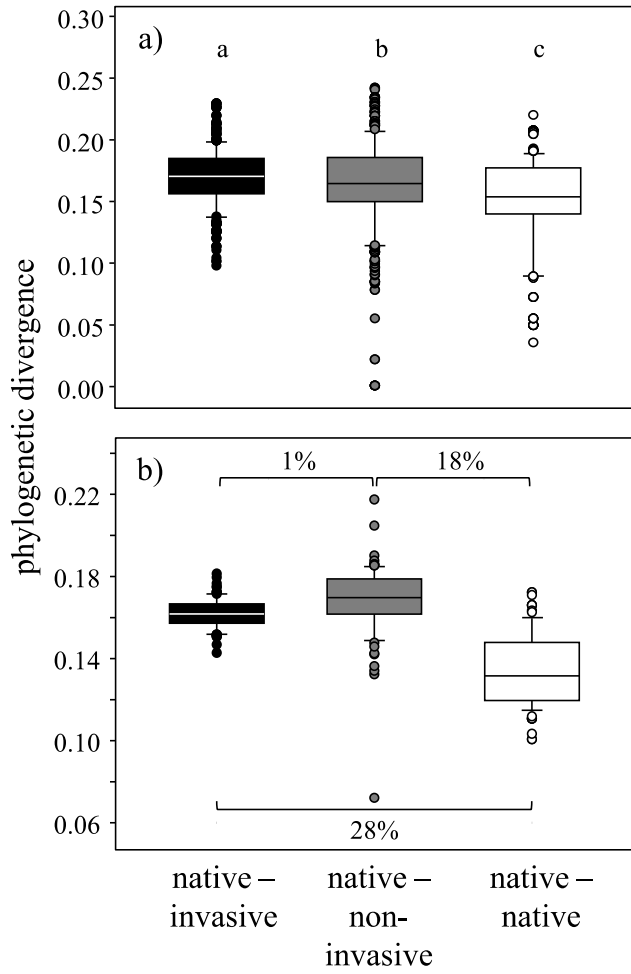 phylogenetic divergence
a)
a b c
0.30
0.25
0.20
0.15
0.10
0.05
0.00
b)
1% 18%
0.22
0.18
0.14
0.10
0.06
28%
native –
invasive
native –
non-
invasive
native –
native